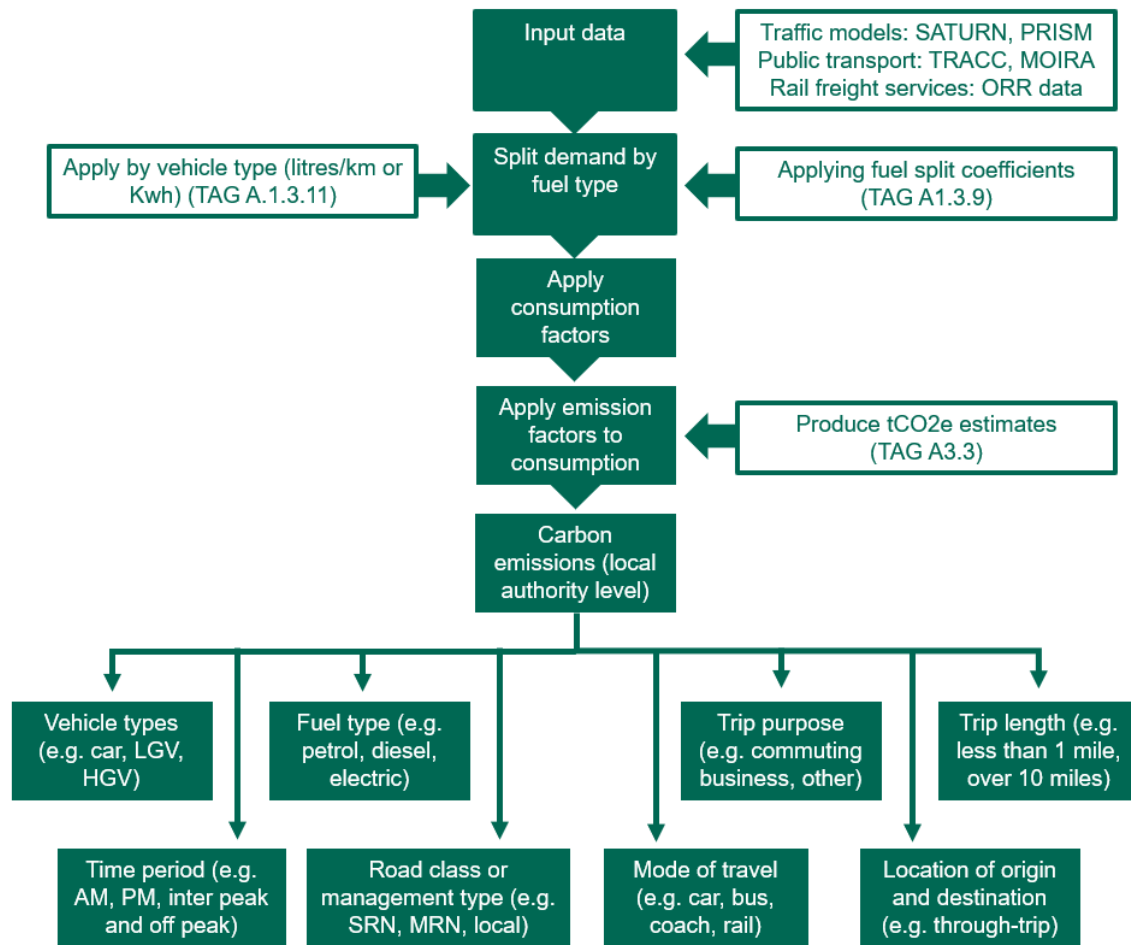 Input data
Traffic models: SATURN, PRISM
Public transport: TRACC, MOIRA
Rail freight services: ORR data
Apply by vehicle type (litres/km or
Kwh) (TAG A.1.3.11)
Split demand by
fuel type
Applying fuel split coefficients
(TAG A1.3.9)
Apply
consumption
factors
Apply emission
factors to
consumption
Produce tCO2e estimates
(TAG A3.3)
Carbon
emissions (local
authority level)
Vehicle types
(e.g. car, LGV,
HGV)
Fuel type (e.g.
petrol, diesel,
electric)
Trip purpose
(e.g. commuting
business, other)
Trip length (e.g.
less than 1 mile,
over 10 miles)
Time period (e.g.
AM, PM, inter peak
and off peak)
Road class or
management type (e.g.
SRN, MRN, local)
Mode of travel
(e.g. car, bus,
coach, rail)
Location of origin
and destination
(e.g. through-trip)